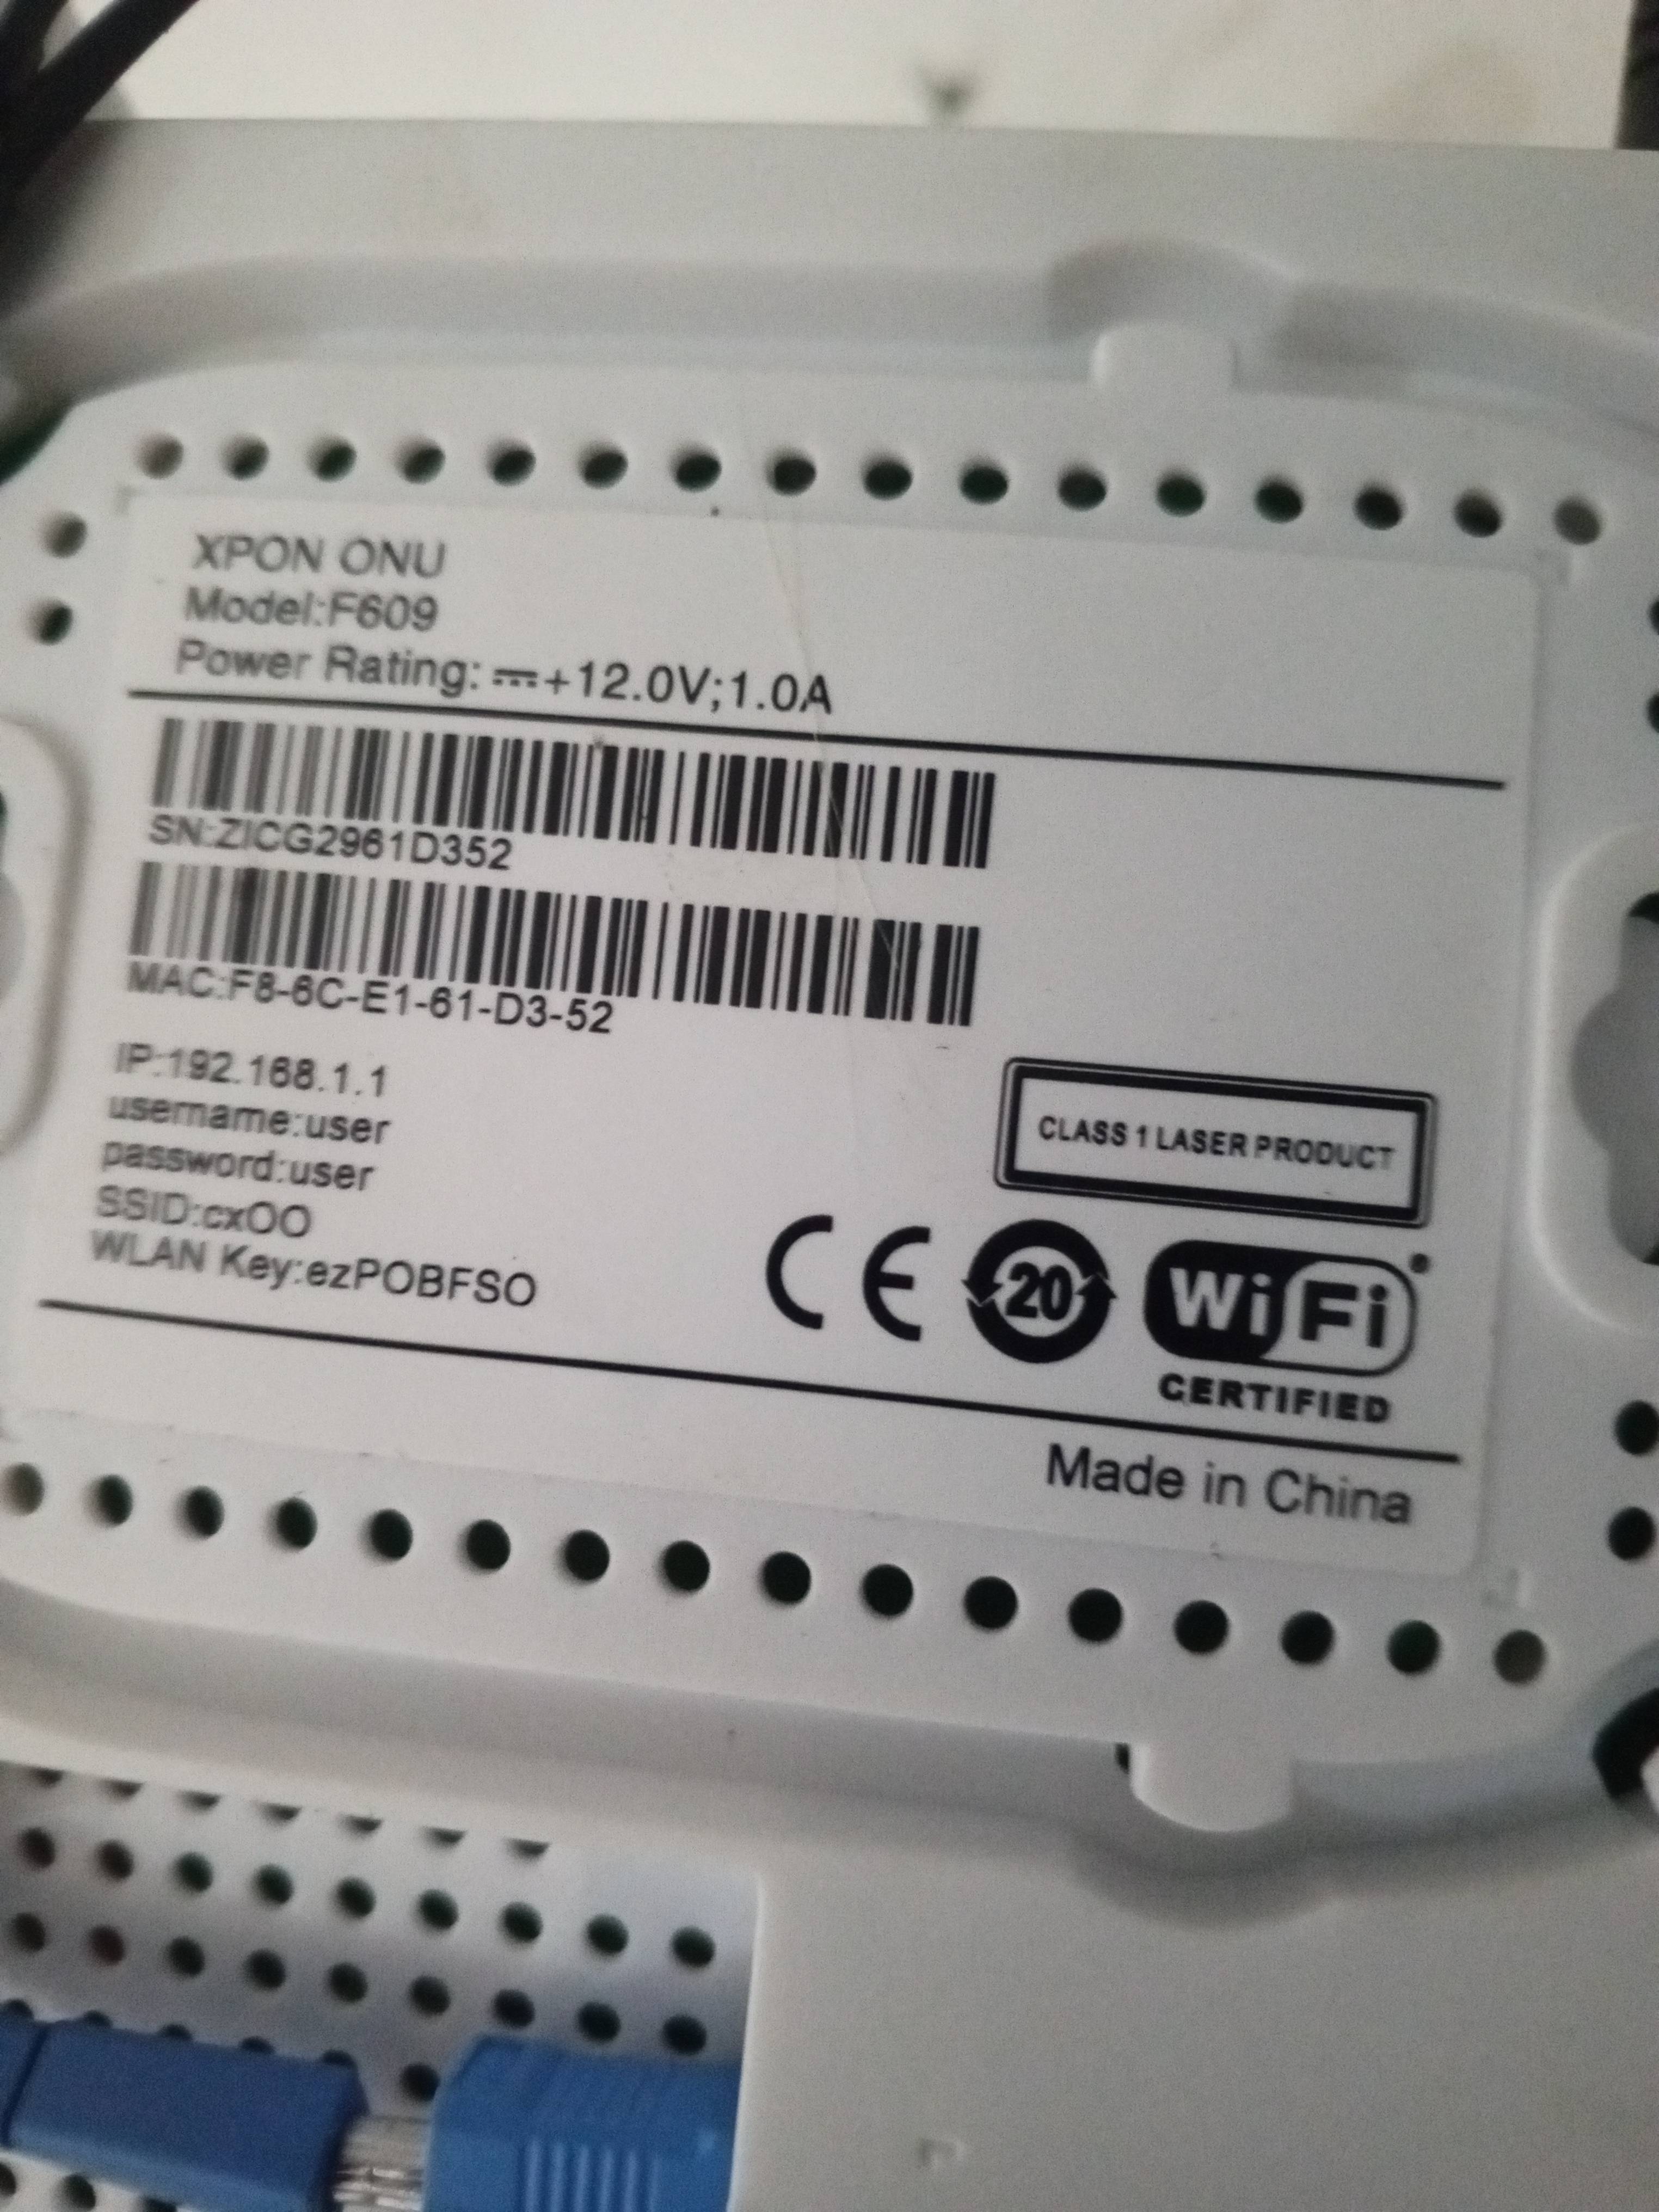 XPON ONU
Model:F609
Power Rating: ⎓+12.0V;1.0A
SN:ZICG2961D352
MAC:F8-6C-E1-61-D3-52
IP:192.168.1.1
username:user
password:user
SSID:cxOO
WLAN Key:ezPOBFSO
CLASS 1 LASER PRODUCT
CE
20
Wi Fi
CERTIFIED
Made in China